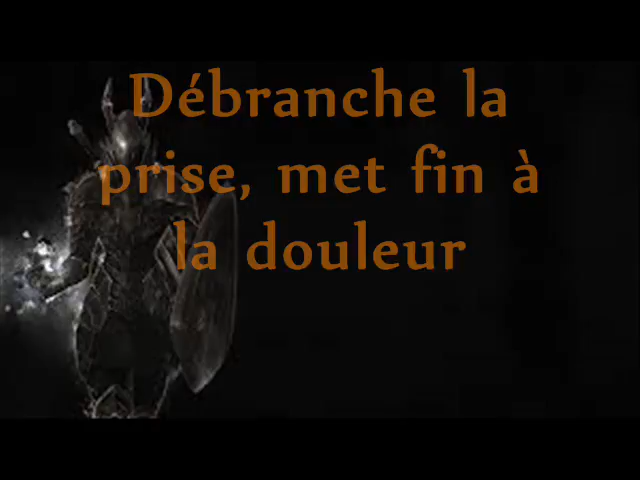 Débranche la
prise, met fin à
la douleur